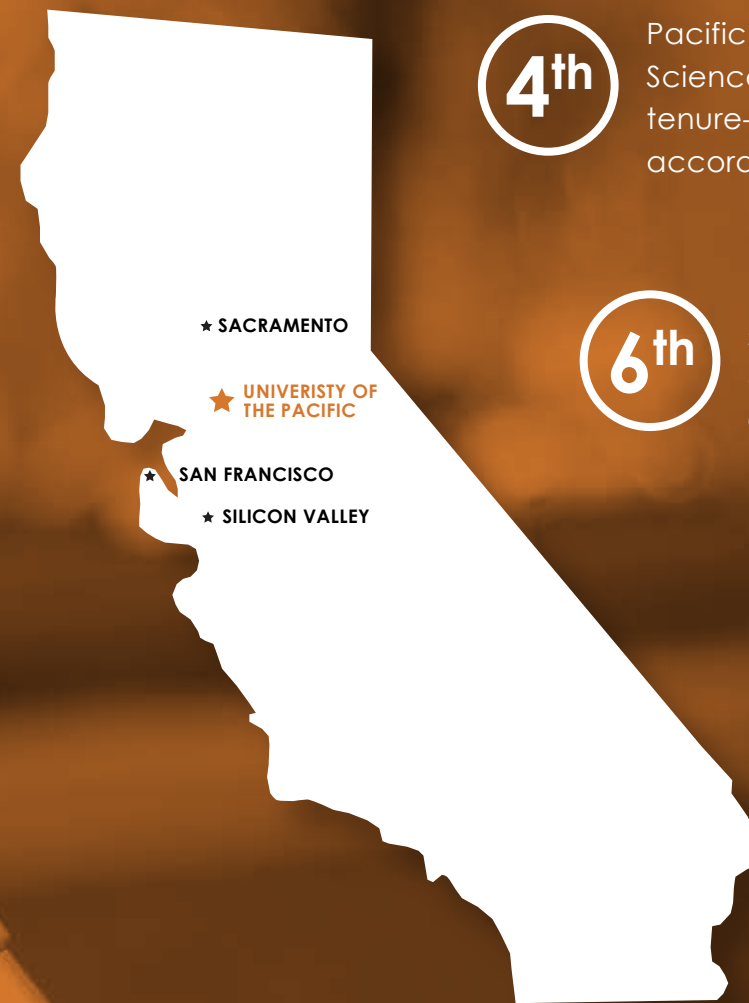 4th
Pacific
Science
tenure-
accord
6th
SACRAMENTO
UNIVERISTY OF
THE PACIFIC
SAN FRANCISCO
SILICON VALLEY